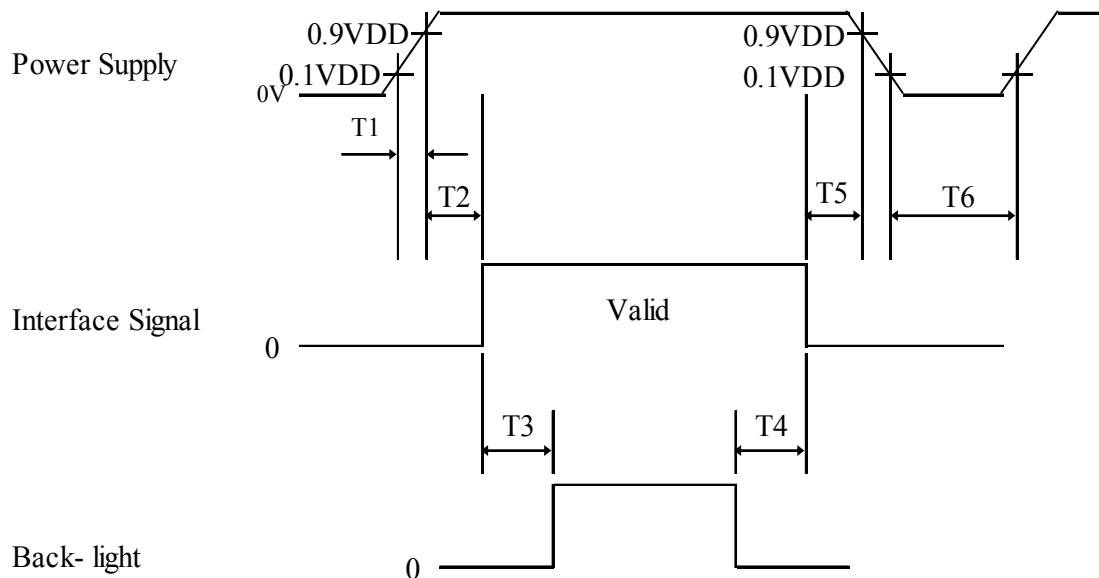 0.9VDD
0.9VDD
Power Supply
0.1VDD
0.1VDD
0V
T1
T2
T5
T6
Interface Signal
Valid
0
T3
T4
Back- light
0